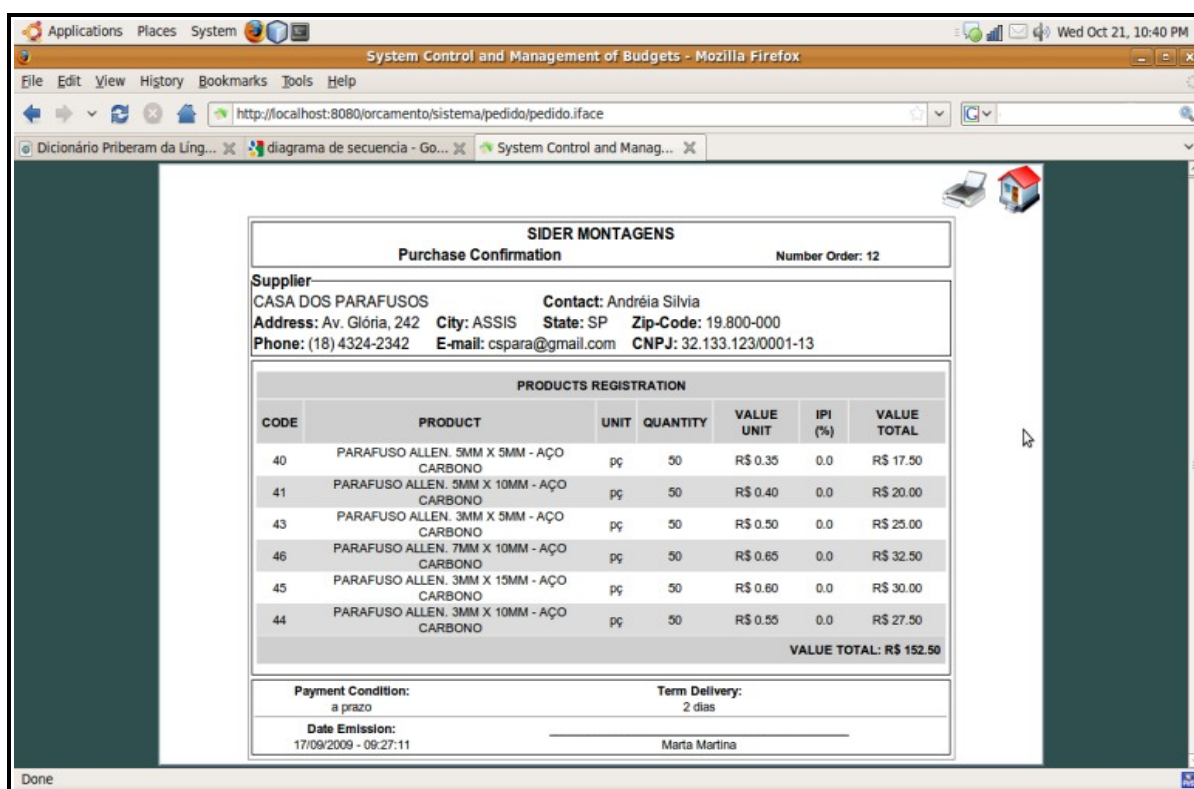 Applications Places System Wed Oct 21, 10:40 PM
System Control and Management of Budgets - Mozilla Firefox
File Edit View History Bookmarks Tools Help
http://localhost:8080/orcamento/sistema/pedido/pedido.iface
Dicionário Priberam da Líng... diagrama de secuencia - Go... System Control and Manag...
SIDER MONTAGENS
Purchase Confirmation Number Order: 12
Supplier
CASA DOS PARAFUSOS Contact: Andréia Silvia
Address: Av. Glória, 242 City: ASSIS State: SP Zip-Code: 19.800-000
Phone: (18) 4324-2342 E-mail: cspara@gmail.com CNPJ: 32.133.123/0001-13
PRODUCTS REGISTRATION
CODE PRODUCT UNIT QUANTITY VALUE UNIT IPI (%) VALUE TOTAL
40 PARAFUSO ALLEN. 5MM X 5MM - AÇO CARBONO pç 50 R$ 0.35 0.0 R$ 17.50
41 PARAFUSO ALLEN. 5MM X 10MM - AÇO CARBONO pç 50 R$ 0.40 0.0 R$ 20.00
43 PARAFUSO ALLEN. 3MM X 5MM - AÇO CARBONO pç 50 R$ 0.50 0.0 R$ 25.00
46 PARAFUSO ALLEN. 7MM X 10MM - AÇO CARBONO pç 50 R$ 0.65 0.0 R$ 32.50
45 PARAFUSO ALLEN. 3MM X 15MM - AÇO CARBONO pç 50 R$ 0.60 0.0 R$ 30.00
44 PARAFUSO ALLEN. 3MM X 10MM - AÇO CARBONO pç 50 R$ 0.55 0.0 R$ 27.50
VALUE TOTAL: R$ 152.50
Payment Condition: Term Delivery:
a prazo 2 dias
Date Emission:
17/09/2009 - 09:27:11 Marta Martina
Done